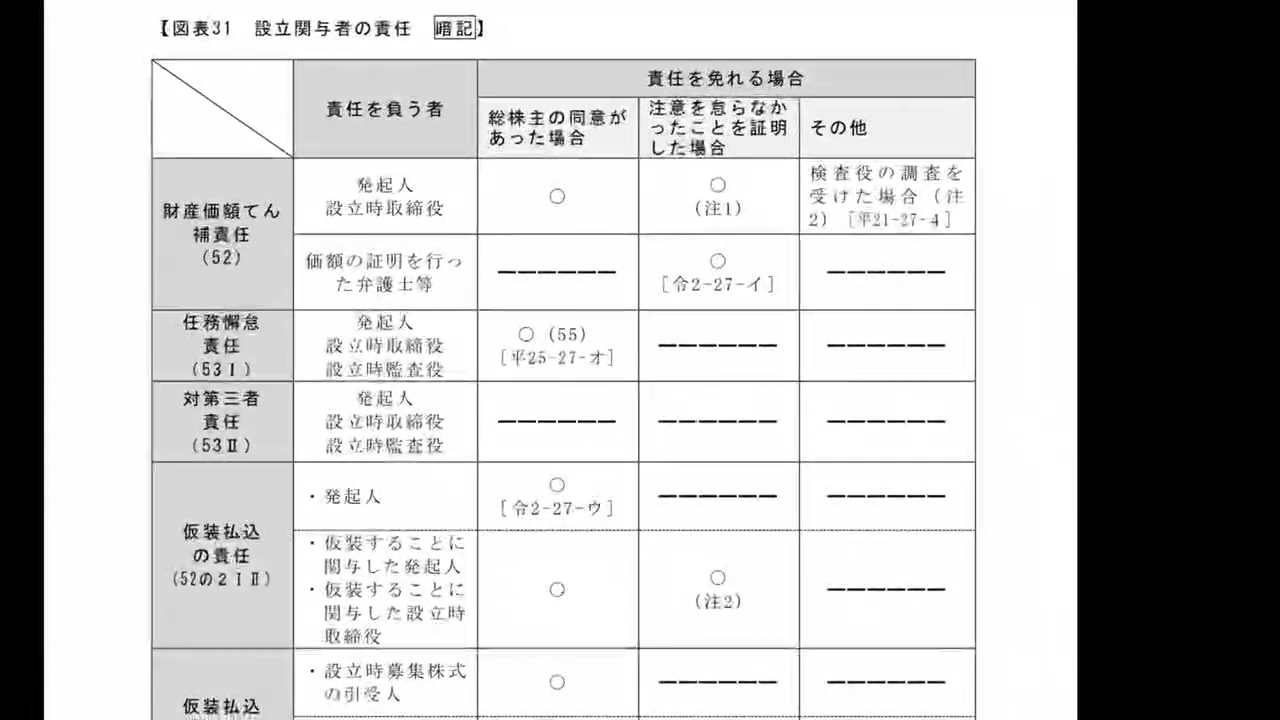 【図表31 設立関与者の責任 暗記】
責任を負う者
責任を免れる場合
総株主の同意が
あった場合
注意を怠らなか
ったことを証明
した場合
その他
財産価額てん
補責任
(52)
発起人
設立時取締役
○
○
(注1)
検査役の調査を
受けた場合(注
2)[平21-27-4]
価額の証明を行っ
た弁護士等
○
[令2-27-イ]
任務懈怠
責任
(53Ⅰ)
発起人
設立時取締役
設立時監査役
○(55)
[平25-27-オ]
対第三者
責任
(53Ⅱ)
発起人
設立時取締役
設立時監査役
仮装払込
の責任
(52の2ⅠⅡ)
・発起人
○
[令2-27-ウ]
・仮装することに
関与した発起人
・仮装することに
関与した設立時
取締役
○
○
(注2)
仮装払込
・設立時募集株式
の引受人
○